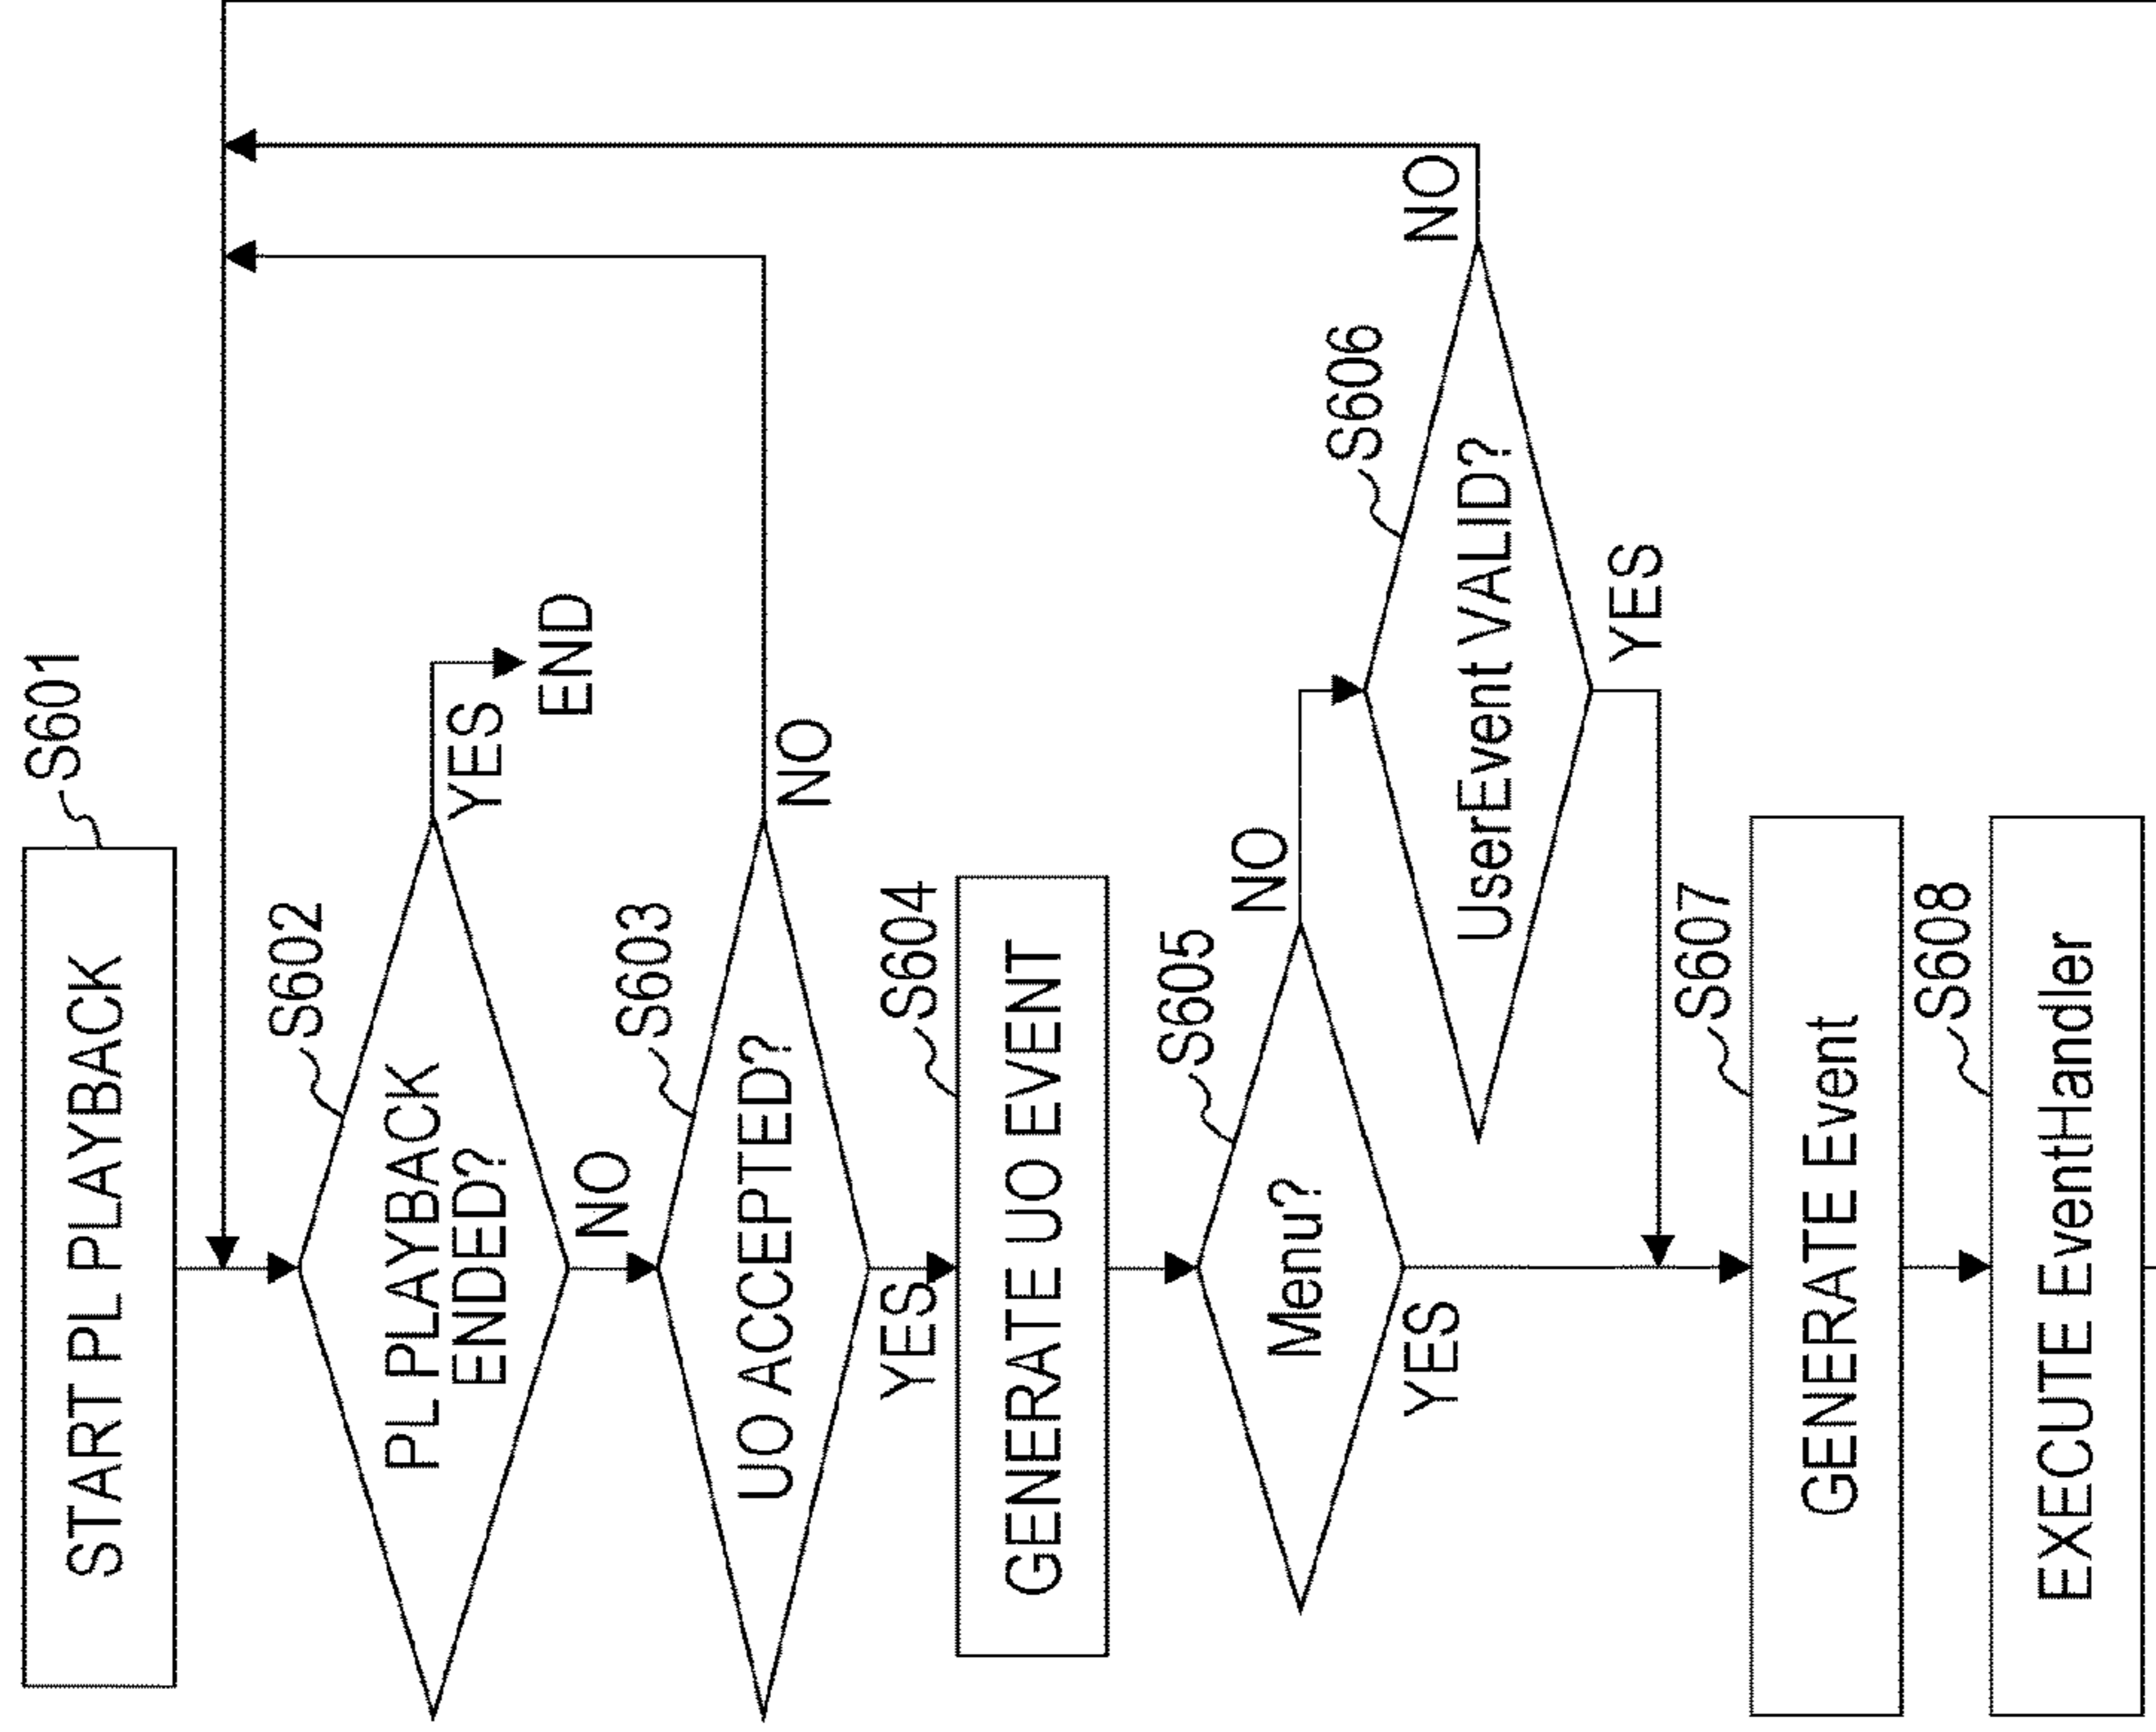 START PL PLAYBACK
S601
S602
PL PLAYBACK
ENDED?
YES
END
NO
S603
UO ACCEPTED?
NO
YES
S604
GENERATE UO EVENT
S605
Menu?
NO
YES
S606
UserEvent VALID?
NO
YES
S607
GENERATE Event
S608
EXECUTE EventHandler